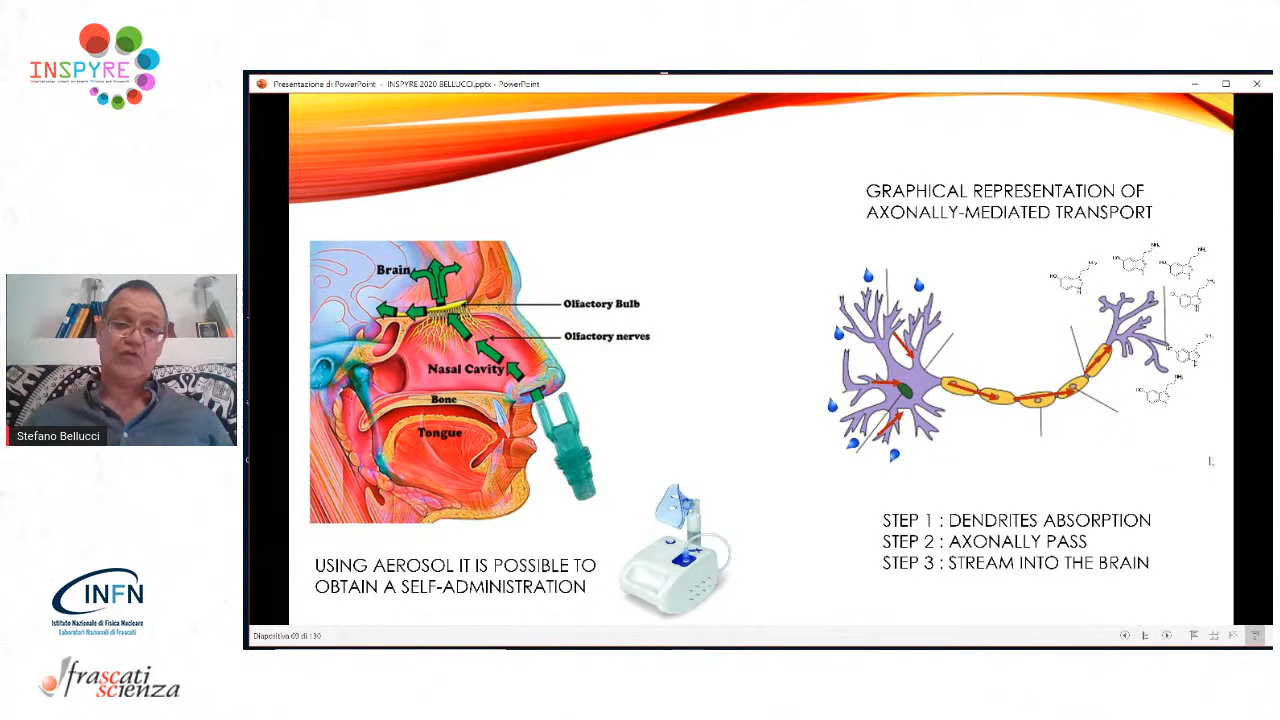 INSPYRE
Presentazione di PowerPoint - INSPYRE 2020 BELLUCCI.pptx - PowerPoint
GRAPHICAL REPRESENTATION OF
AXONALLY-MEDIATED TRANSPORT
Brain
Olfactory Bulb
Olfactory nerves
Nasal Cavity
Bone
Tongue
Stefano Bellucci
USING AEROSOL IT IS POSSIBLE TO
OBTAIN A SELF-ADMINISTRATION
STEP 1 : DENDRITES ABSORPTION
STEP 2 : AXONALLY PASS
STEP 3 : STREAM INTO THE BRAIN
INFN
Istituto Nazionale di Fisica Nucleare
Laboratori Nazionali di Frascati
Diapositiva 69 di 130
frascati
scienza